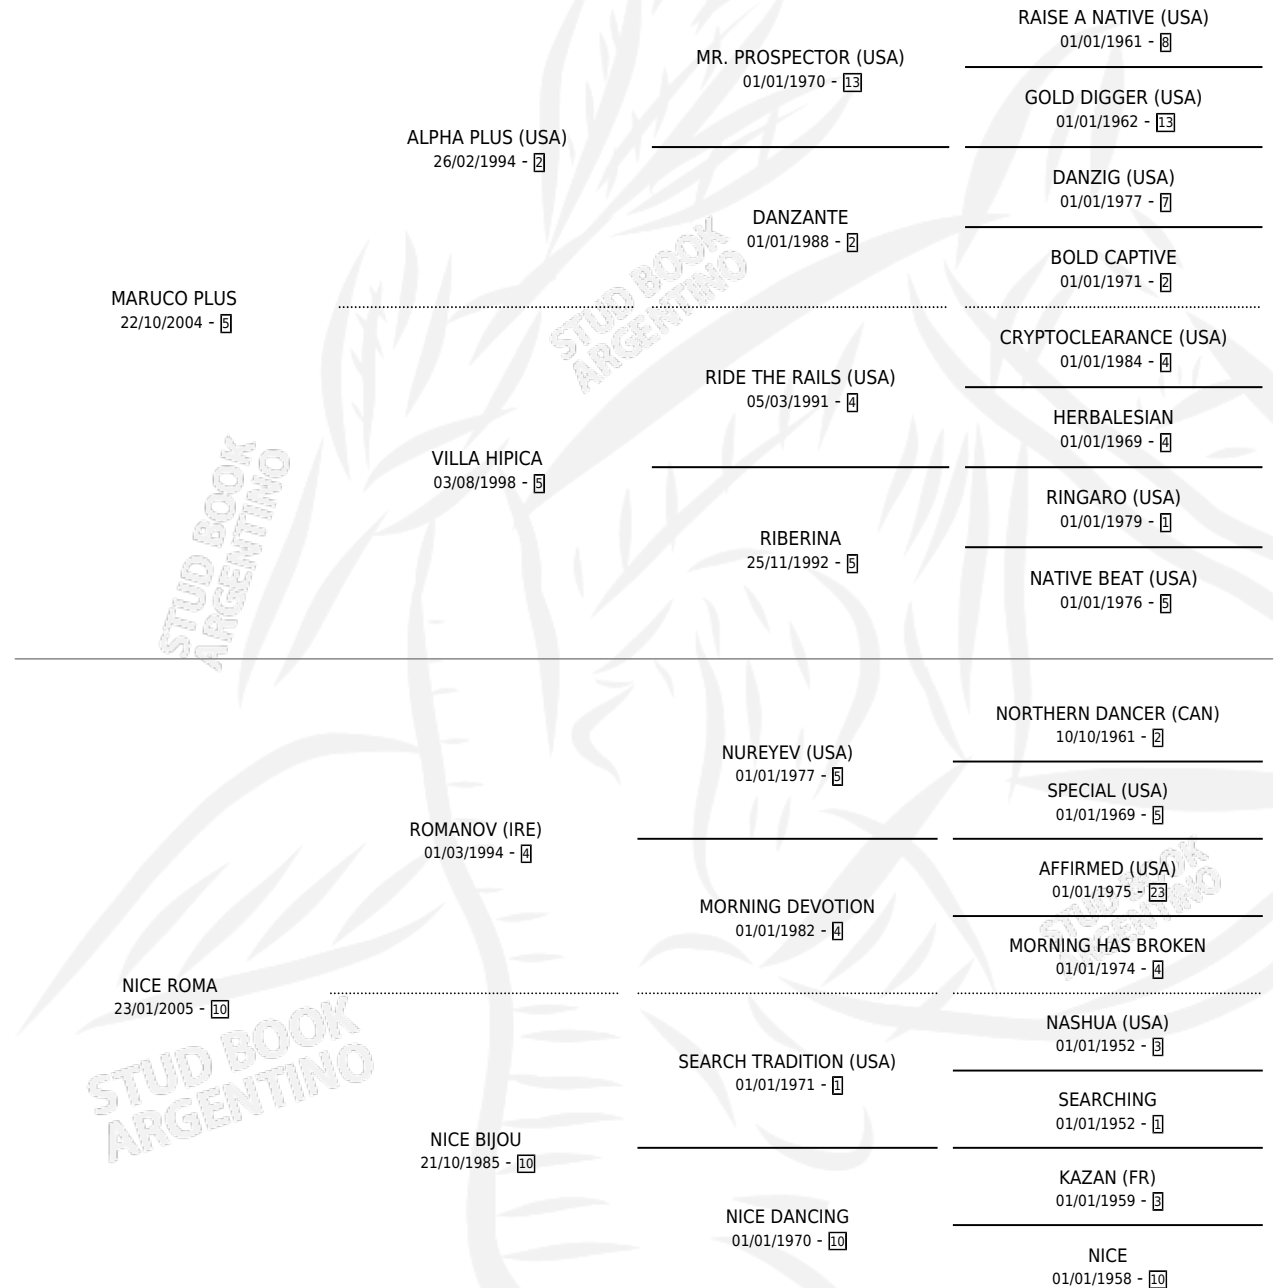 RAISE A NATIVE (USA)
01/01/1961 - 8
MR. PROSPECTOR (USA)
01/01/1970 - 13
GOLD DIGGER (USA)
01/01/1962 - 13
ALPHA PLUS (USA)
26/02/1994 - 2
DANZIG (USA)
01/01/1977 - 7
DANZANTE
01/01/1988 - 2
BOLD CAPTIVE
01/01/1971 - 2
STUD BOOK
ARGENTINO
MARUCO PLUS
22/10/2004 - 5
CRYPTOCLEARANCE (USA)
01/01/1984 - 4
RIDE THE RAILS (USA)
05/03/1991 - 4
HERBALESIAN
01/01/1969 - 4
VILLA HIPICA
03/08/1998 - 5
RINGARO (USA)
01/01/1979 - 1
RIBERINA
25/11/1992 - 5
NATIVE BEAT (USA)
01/01/1976 - 5
STUD BOOK
ARGENTINO
NORTHERN DANCER (CAN)
10/10/1961 - 2
NUREYEV (USA)
01/01/1977 - 5
SPECIAL (USA)
01/01/1969 - 5
ROMANOV (IRE)
01/03/1994 - 4
AFFIRMED (USA)
01/01/1975 - 23
MORNING DEVOTION
01/01/1982 - 4
MORNING HAS BROKEN
01/01/1974 - 4
STUD BOOK
ARGENTINO
NICE ROMA
23/01/2005 - 10
NASHUA (USA)
01/01/1952 - 3
SEARCH TRADITION (USA)
01/01/1971 - 1
SEARCHING
01/01/1952 - 1
STUD BOOK
ARGENTINO
NICE BIJOU
21/10/1985 - 10
KAZAN (FR)
01/01/1959 - 3
NICE DANCING
01/01/1970 - 10
NICE
01/01/1958 - 10